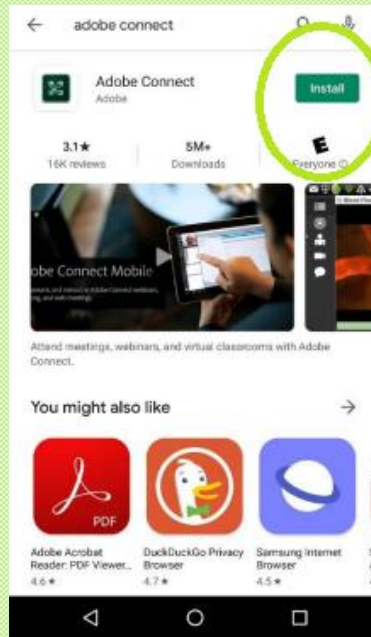 adobe connect
Adobe Connect
Adobe
Install
3.1★
16K reviews
5M+
Downloads
E
Everyone
obe Connect Mobile
Attend meetings, webinars, and virtual classrooms with Adobe
Connect.
You might also like
PDF
Adobe Acrobat
Reader: PDF Viewer...
4.6★
DuckDuckGo Privacy
Browser
4.7★
Samsung Internet
Browser
4.5★